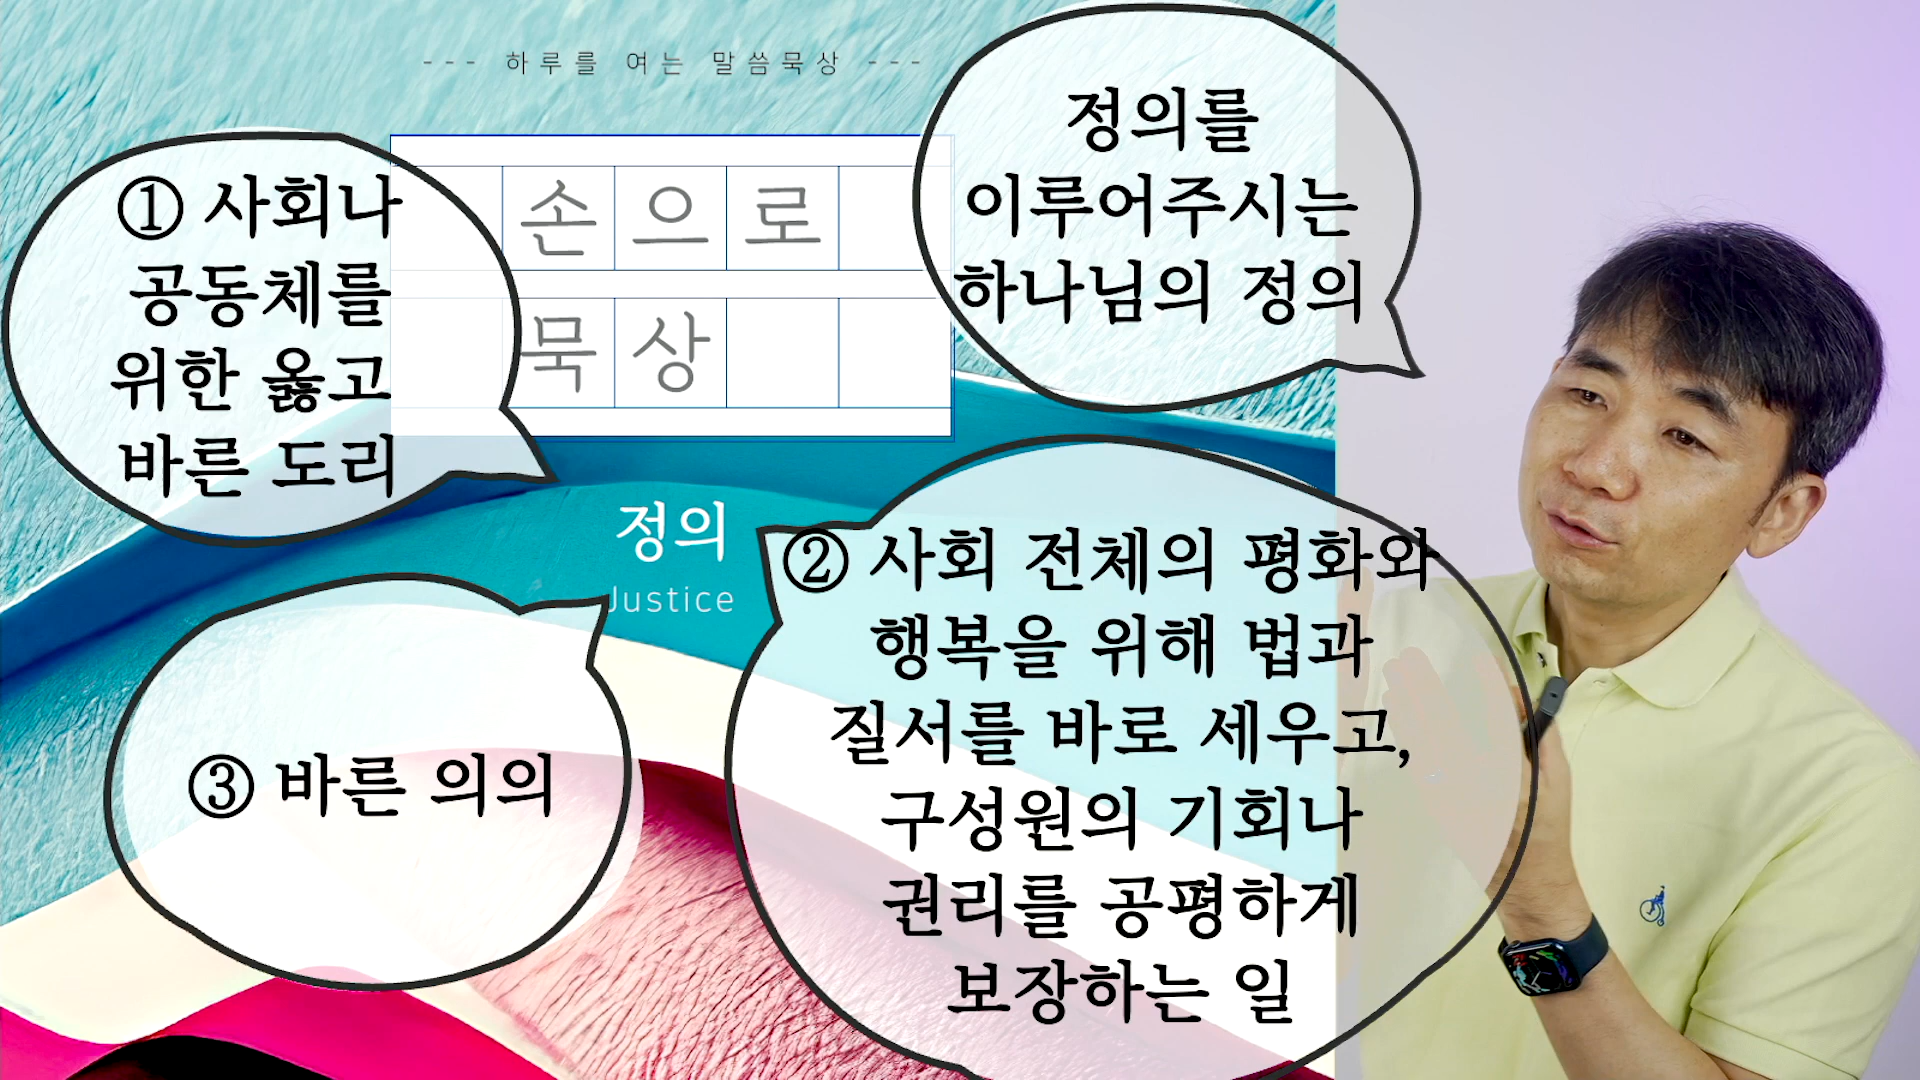 --- 하루를 여는 말씀묵상 ---
손으로
묵상
정의
Justice
정의를
이루어주시는
하나님의 정의
① 사회나
공동체를
위한 옳고
바른 도리
② 사회 전체의 평화와
행복을 위해 법과
질서를 바로 세우고,
구성원의 기회나
권리를 공평하게
보장하는 일
③ 바른 의의